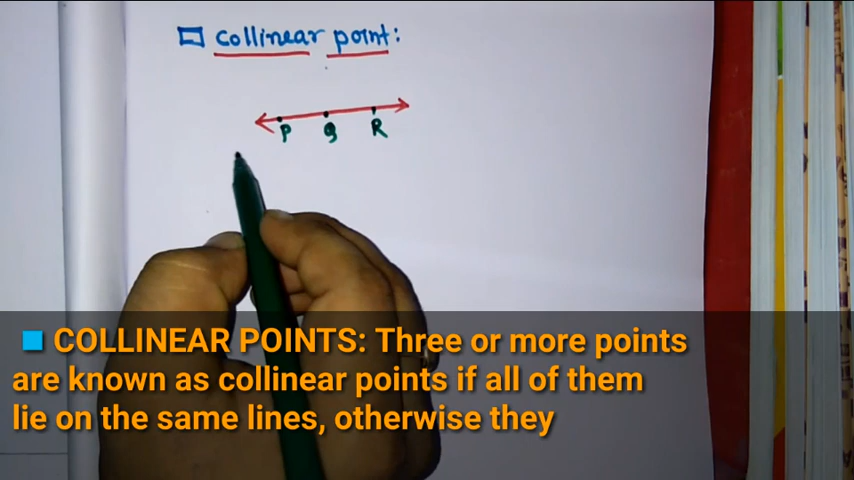 collinear point:
P Q R
COLLINEAR POINTS: Three or more points
are known as collinear points if all of them
lie on the same lines, otherwise they